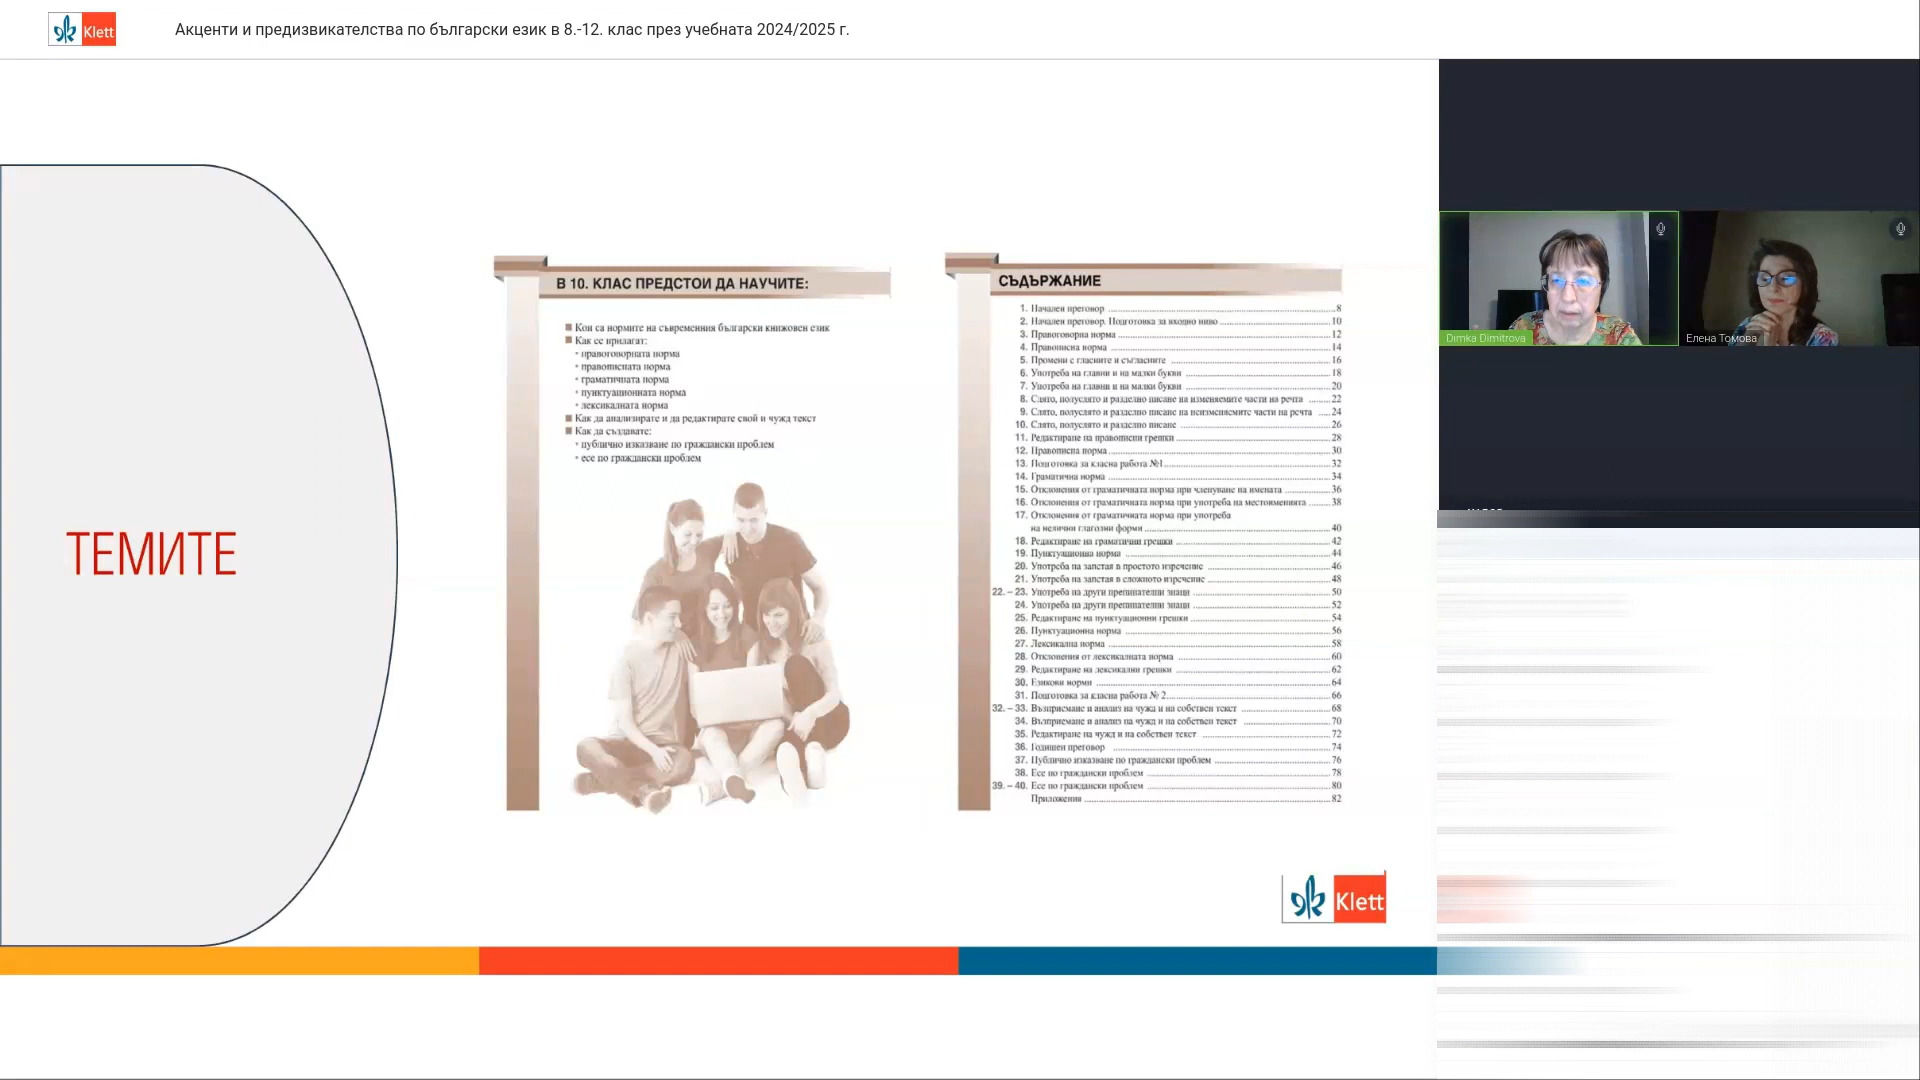 Klett
Акценти и предизвикателства по български език в 8.-12. клас през учебната 2024/2025 г.
ТЕМИТЕ
В 10. КЛАС ПРЕДСТОИ ДА НАУЧИТЕ:
Кои са нормите на съвременния български книжовен език
Как се прилагат:
• правоговорната норма
• правописната норма
• граматичната норма
• пунктуационната норма
• лексикалната норма
Как да анализирате и да редактирате свой и чужд текст
Как да създавате:
• публично изказване по граждански проблем
• есе по граждански проблем
СЪДЪРЖАНИЕ
1. Начален преговор 8
2. Начален преговор. Подготовка за входно ниво 10
3. Правоговорна норма 12
4. Правописна норма 14
5. Промени с гласните и съгласните 16
6. Употреба на главни и на малки букви 18
7. Употреба на главни и на малки букви 20
8. Слято, полуслято и разделно писане на изменяемите части на речта 22
9. Слято, полуслято и разделно писане на неизменяемите части на речта 24
10. Слято, полуслято и разделно писане 26
11. Редактиране на правописни грешки 28
12. Правописна норма 30
13. Подготовка за класна работа №1 32
14. Граматична норма 34
15. Отклонения от граматичната норма при членуване на имената 36
16. Отклонения от граматичната норма при употреба на местоименията 38
17. Отклонения от граматичната норма при употреба
на нелични глаголни форми 40
18. Редактиране на граматични грешки 42
19. Пунктуационна норма 44
20. Употреба на запетая в простото изречение 46
21. Употреба на запетая в сложното изречение 48
22. – 23. Употреба на други препинателни знаци 50
24. Употреба на други препинателни знаци 52
25. Редактиране на пунктуационни грешки 54
26. Пунктуационна норма 56
27. Лексикална норма 58
28. Отклонения от лексикалната норма 60
29. Редактиране на лексикални грешки 62
30. Езикови норми 64
31. Подготовка за класна работа № 2 66
32. – 33. Възприемане и анализ на чужд и на собствен текст 68
34. Възприемане и анализ на чужд и на собствен текст 70
35. Редактиране на чужд и на собствен текст 72
36. Годишен преговор 74
37. Публично изказване по граждански проблем 76
38. Есе по граждански проблем 78
39. – 40. Есе по граждански проблем 80
Приложения 82
Klett
Dimka Dimitrova
Елена Томова